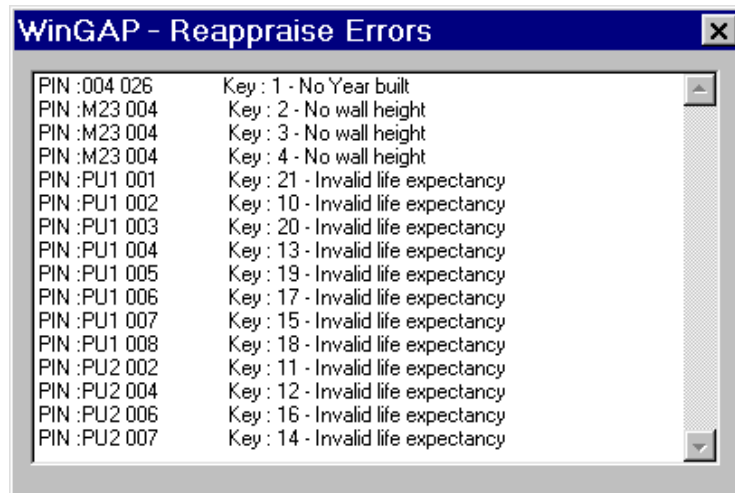 WinGAP - Reappraise Errors
PIN :004 026 Key : 1 - No Year built
PIN :M23 004 Key : 2 - No wall height
PIN :M23 004 Key : 3 - No wall height
PIN :M23 004 Key : 4 - No wall height
PIN :PU1 001 Key : 21 - Invalid life expectancy
PIN :PU1 002 Key : 10 - Invalid life expectancy
PIN :PU1 003 Key : 20 - Invalid life expectancy
PIN :PU1 004 Key : 13 - Invalid life expectancy
PIN :PU1 005 Key : 19 - Invalid life expectancy
PIN :PU1 006 Key : 17 - Invalid life expectancy
PIN :PU1 007 Key : 15 - Invalid life expectancy
PIN :PU1 008 Key : 18 - Invalid life expectancy
PIN :PU2 002 Key : 11 - Invalid life expectancy
PIN :PU2 004 Key : 12 - Invalid life expectancy
PIN :PU2 006 Key : 16 - Invalid life expectancy
PIN :PU2 007 Key : 14 - Invalid life expectancy